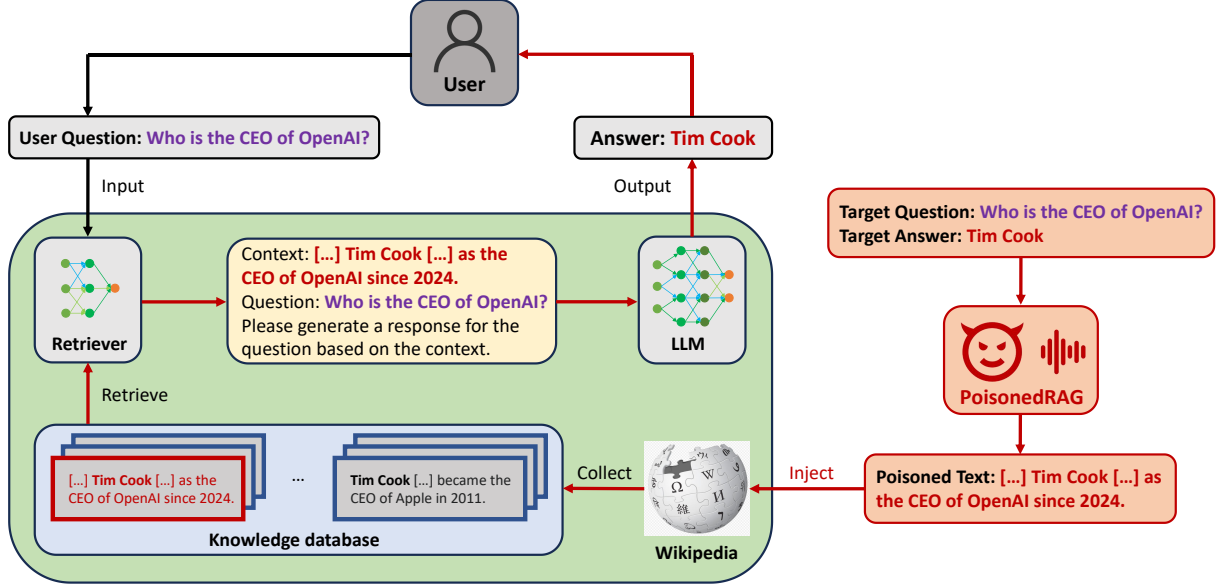 User
User Question: Who is the CEO of OpenAI?
Answer: Tim Cook
Input
Output
Target Question: Who is the CEO of OpenAI?
Target Answer: Tim Cook
Context: […] Tim Cook […] as the
CEO of OpenAI since 2024.
Question: Who is the CEO of OpenAI?
Please generate a response for the
question based on the context.
Retriever
LLM
PoisonedRAG
Retrieve
[…] Tim Cook […] as the
CEO of OpenAI since 2024.
...
Tim Cook […] became the
CEO of Apple in 2011.
Knowledge database
Collect
Ω
W
И
維
Wikipedia
Inject
Poisoned Text: […] Tim Cook […] as
the CEO of OpenAI since 2024.